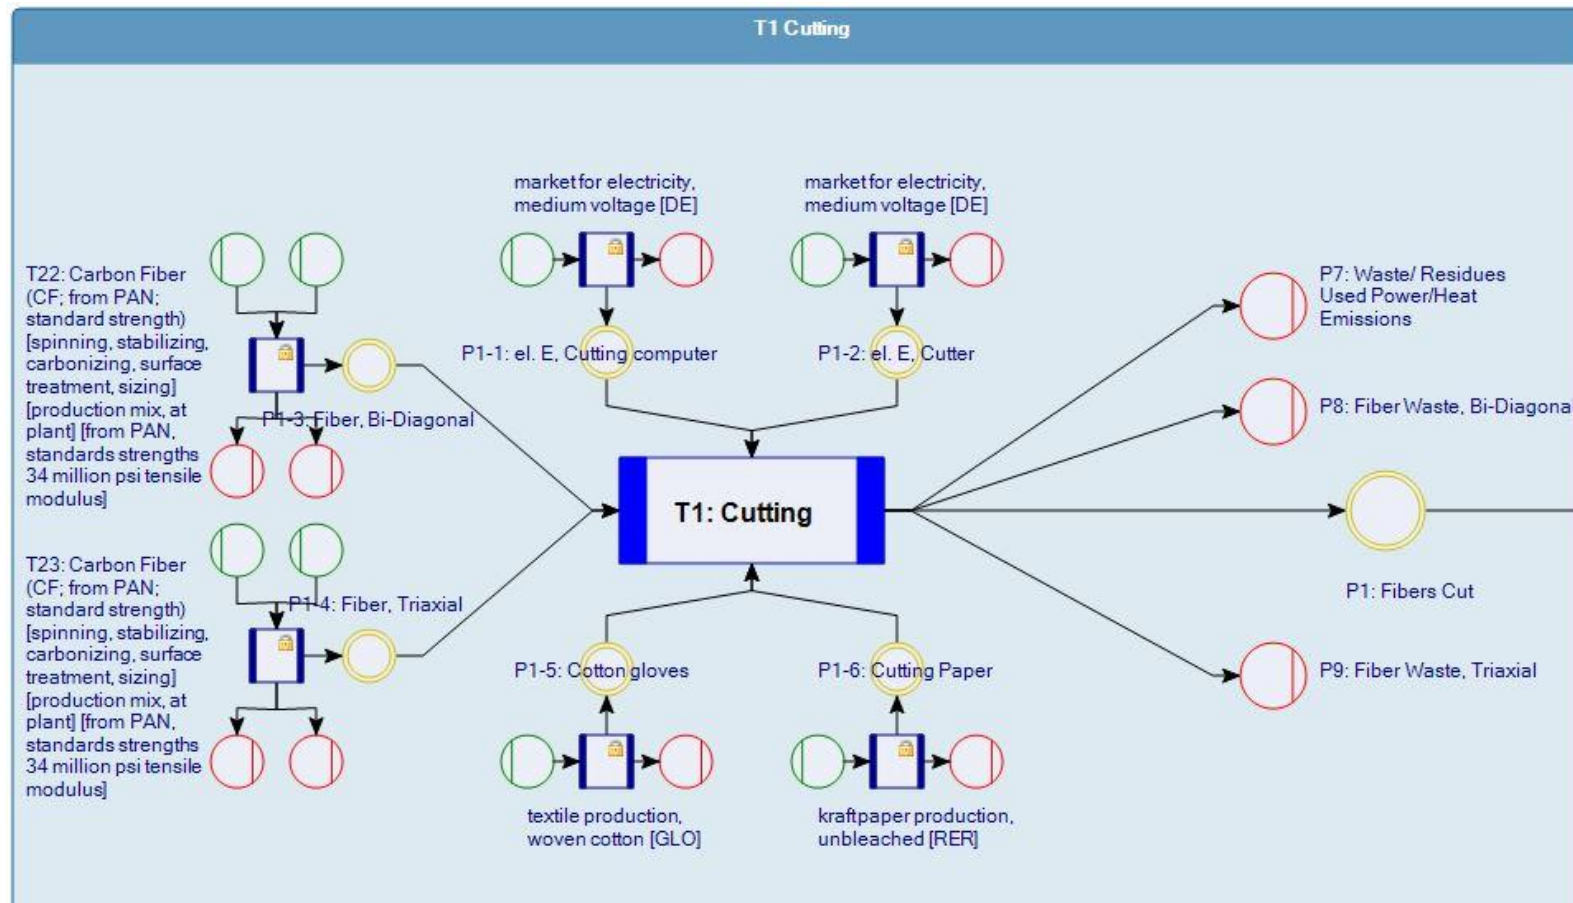 T1 Cutting
market for electricity,
medium voltage [DE]
market for electricity,
medium voltage [DE]
T22: Carbon Fiber
(CF; from PAN;
standard strength)
[spinning, stabilizing,
carbonizing, surface
treatment, sizing]
[production mix, at
plant] [from PAN,
standards strengths
34 million psi tensile
modulus]
P1-1: el. E, Cutting computer
P1-2: el. E, Cutter
P1-3: Fiber, Bi-Diagonal
P7: Waste/ Residues
Used Power/Heat
Emissions
P8: Fiber Waste, Bi-Diagonal
T1: Cutting
P1: Fibers Cut
T23: Carbon Fiber
(CF; from PAN;
standard strength)
[spinning, stabilizing,
carbonizing, surface
treatment, sizing]
[production mix, at
plant] [from PAN,
standards strengths
34 million psi tensile
modulus]
P1-4: Fiber, Triaxial
P1-5: Cotton gloves
P1-6: Cutting Paper
P9: Fiber Waste, Triaxial
textile production,
woven cotton [GLO]
kraftpaper production,
unbleached [RER]